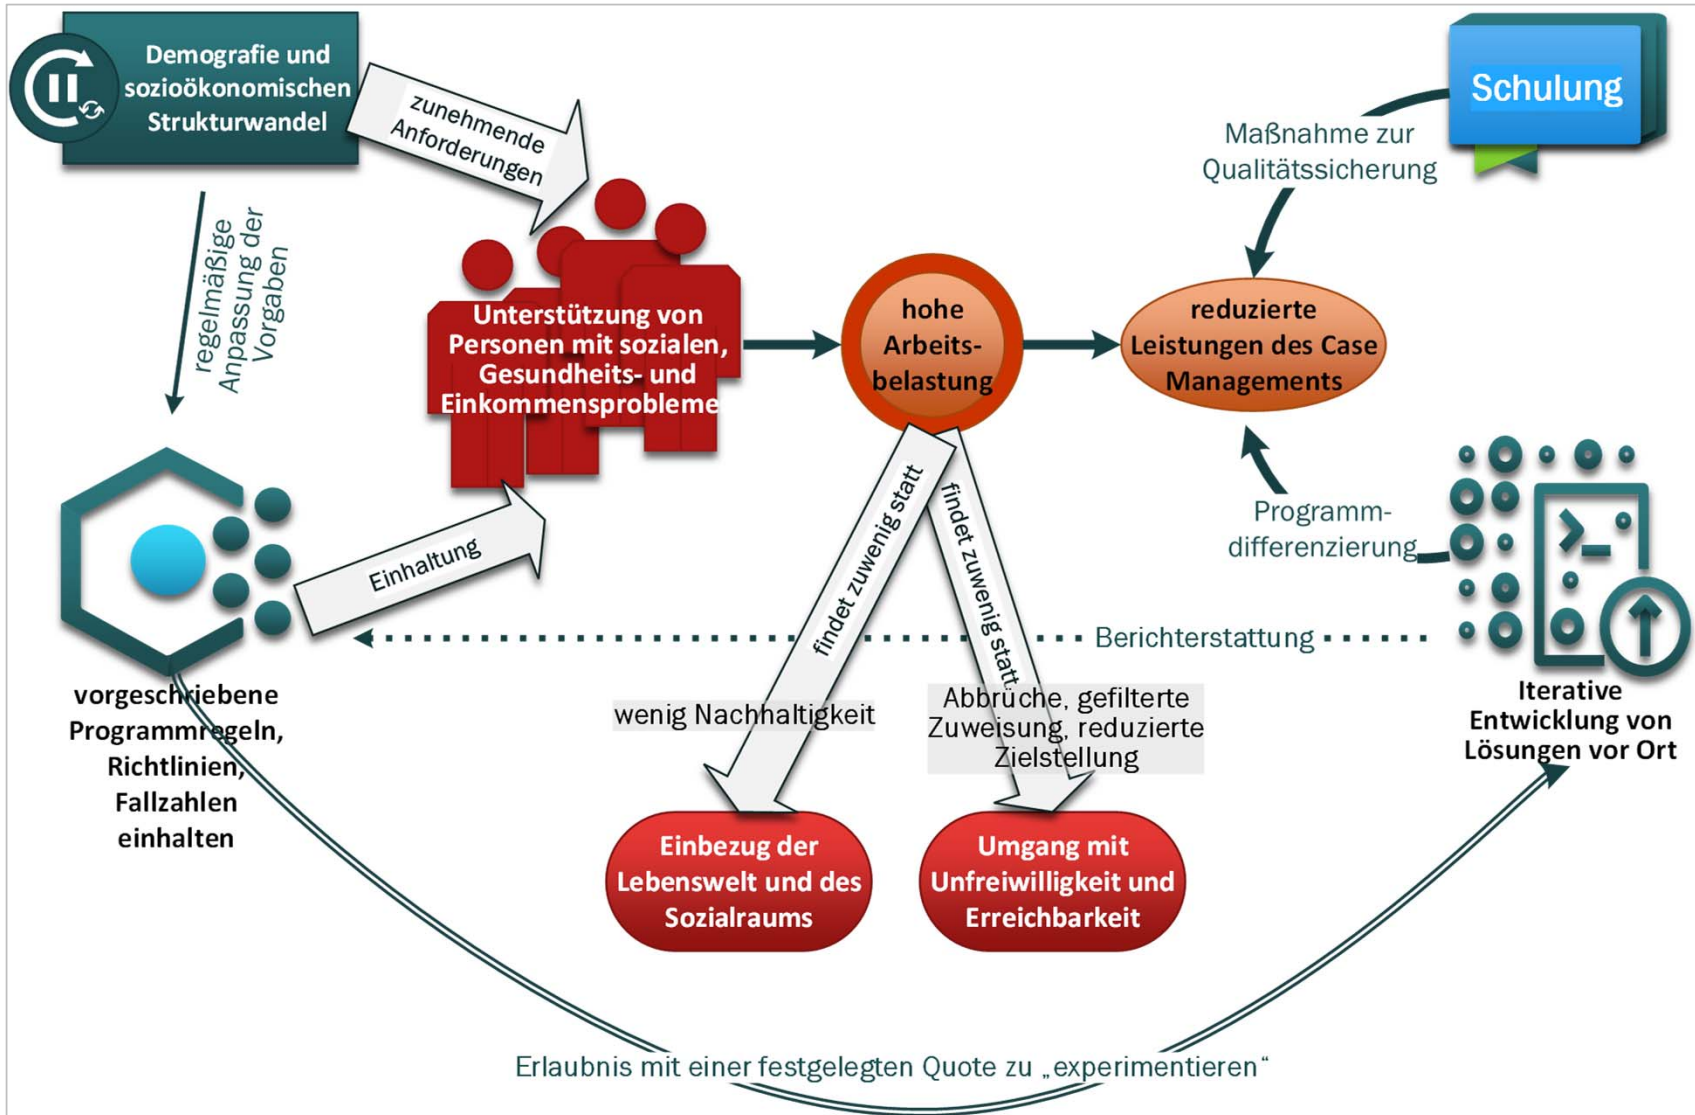 Demografie und
sozioökonomischen
Strukturwandel
zunehmende
Anforderungen
Schulung
Maßnahme zur
Qualitätssicherung
regelmäßige
Anpassung der
Vorgaben
Unterstützung von
Personen mit sozialen,
Gesundheits- und
Einkommensprobleme
hohe
Arbeits-
belastung
reduzierte
Leistungen des Case
Managements
Einhaltung
findet zuwenig statt
findet zuwenig statt
Programm-
differenzierung
Berichterstattung
vorgeschriebene
Programmregeln,
Richtlinien,
Fallzahlen
einhalten
wenig Nachhaltigkeit
Abbrüche, gefilterte
Zuweisung, reduzierte
Zielstellung
Iterative
Entwicklung von
Lösungen vor Ort
Einbezug der
Lebenswelt und des
Sozialraums
Umgang mit
Unfreiwilligkeit und
Erreichbarkeit
Erlaubnis mit einer festgelegten Quote zu „experimentieren“